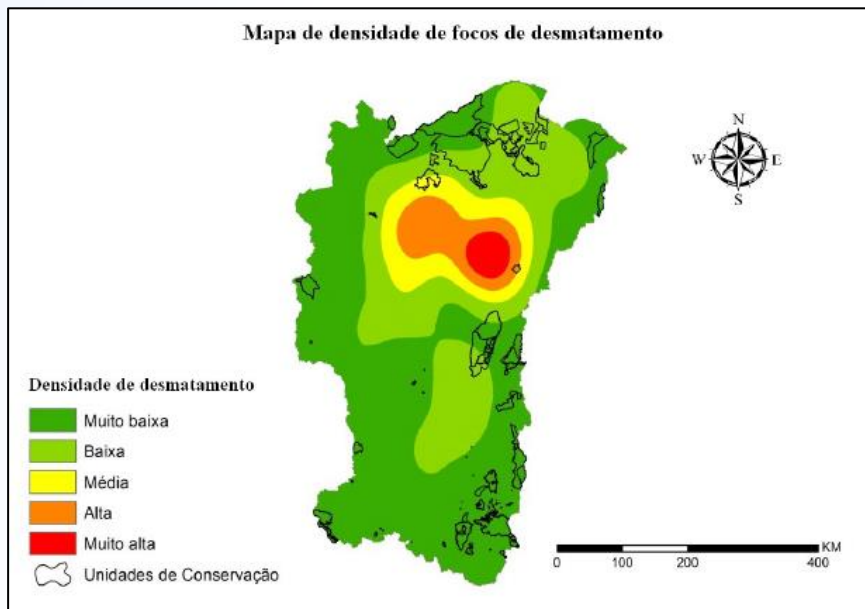 Mapa de densidade de focos de desmatamento
N
W E
S
Densidade de desmatamento
Muito baixa
Baixa
Média
Alta
Muito alta
Unidades de Conservação
KM
0 100 200 400